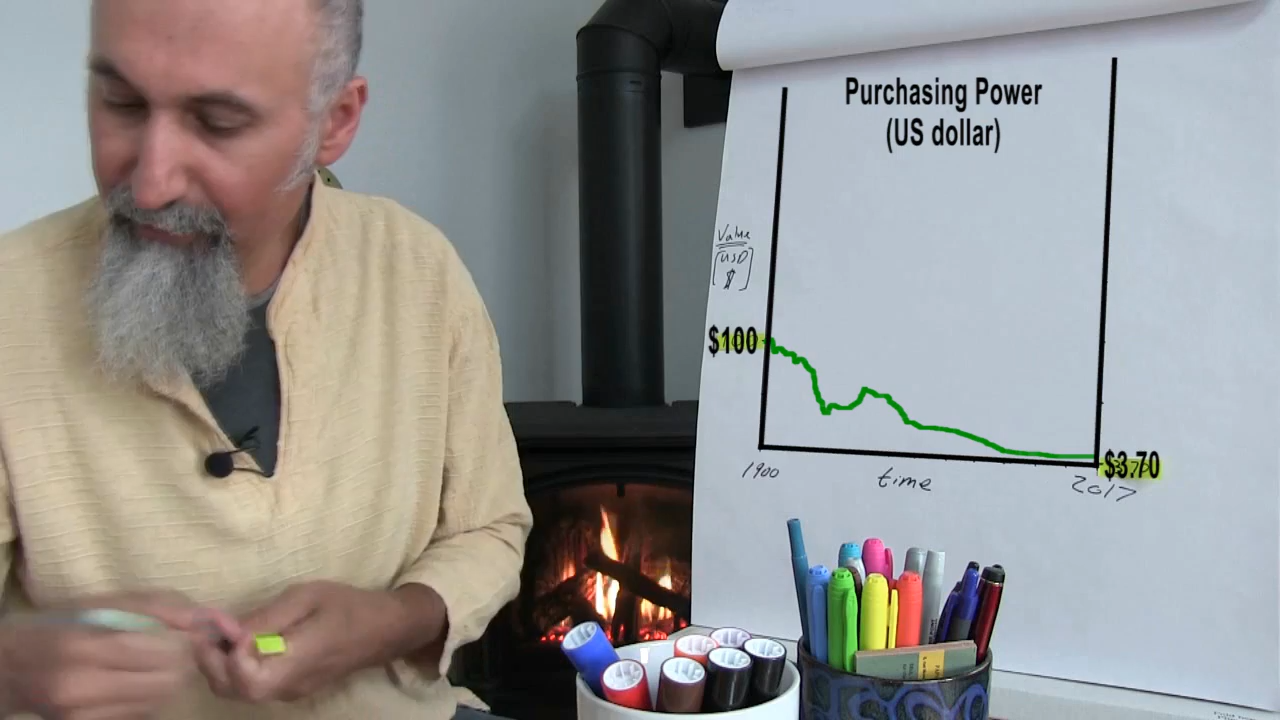 Purchasing Power
(US dollar)
Value
[USD
$]
$100
$3.70
1900
time
2017